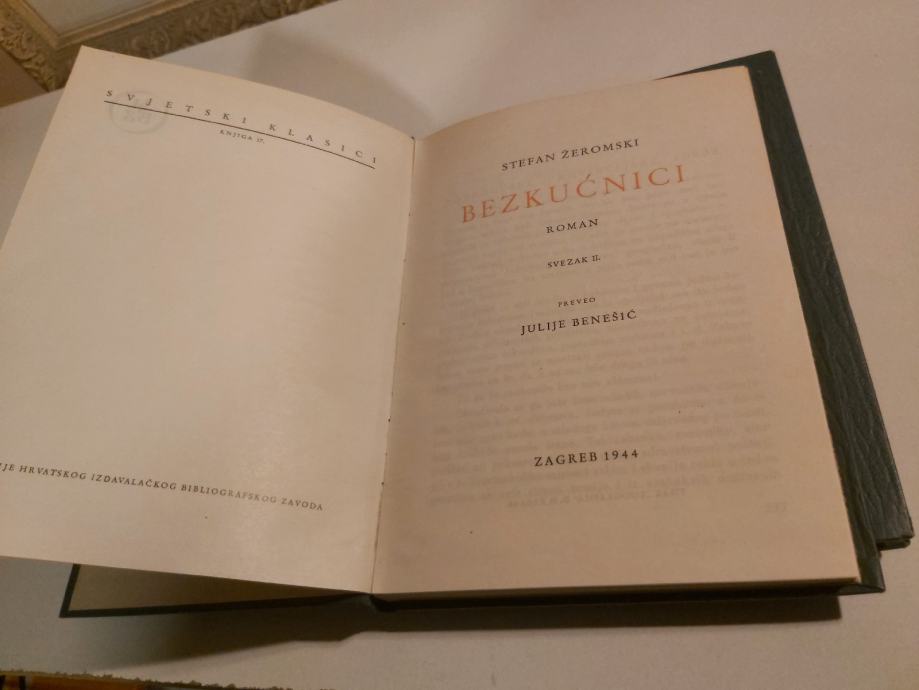 SVJETSKI KLASICI
KNJIGA 17.
HRVATSKOG IZDAVALAČKOG BIBLIOGRAFSKOG ZAVODA
STEFAN ŽEROMSKI
BEZKUĆNICI
ROMAN
SVEZAK II.
PREVEO
JULIJE BENEŠIĆ
ZAGREB 1944